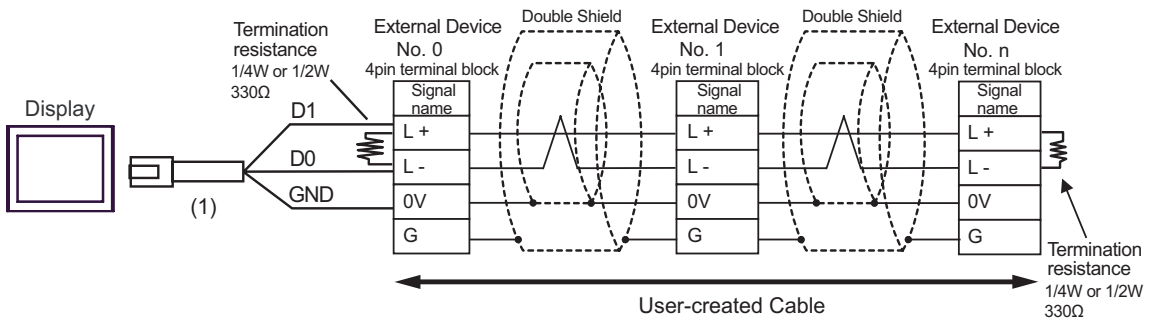 Display
(1)
D1
D0
GND
Termination
resistance
1/4W or 1/2W
330Ω
External Device
No. 0
4pin terminal block
Signal
name
L +
L -
0V
G
Double Shield
External Device
No. 1
4pin terminal block
Signal
name
L +
L -
0V
G
Double Shield
External Device
No. n
4pin terminal block
Signal
name
L +
L -
0V
G
Termination
resistance
1/4W or 1/2W
330Ω
User-created Cable